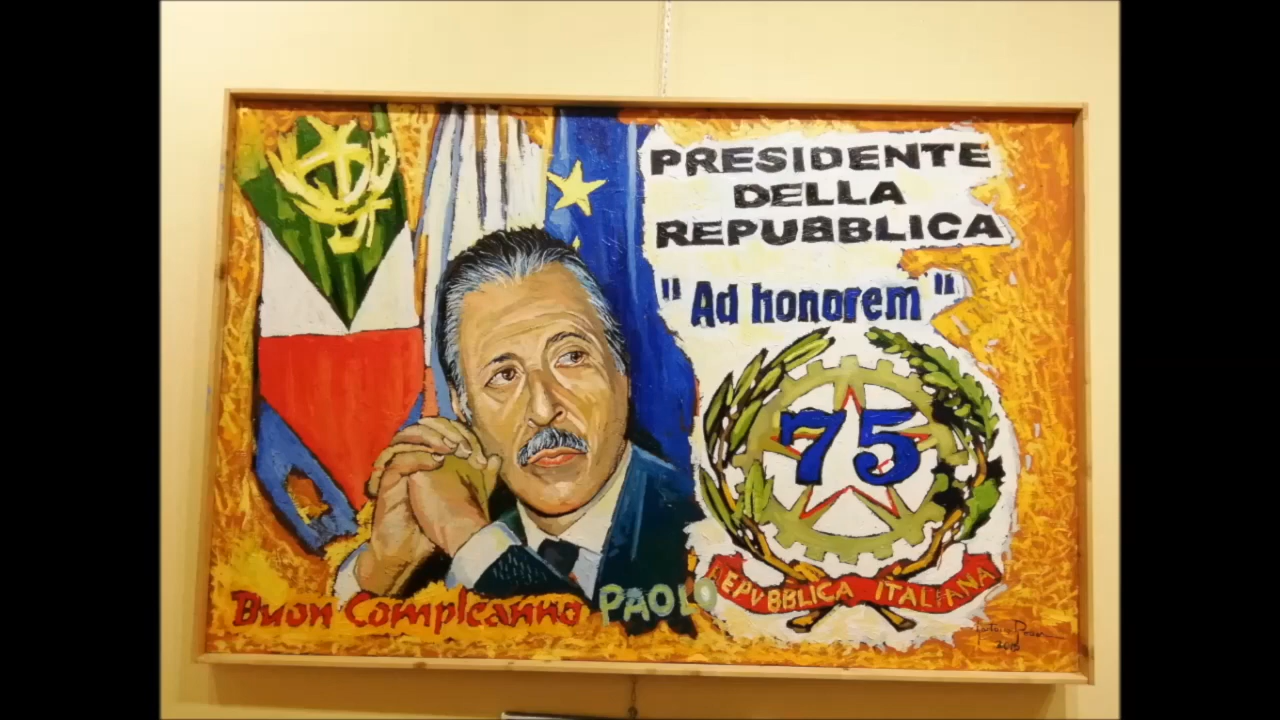 PRESIDENTE
DELLA
REPUBBLICA
"Ad honorem"
75
REPVBBLICA ITALIANA
Buon Compleanno PAOLO